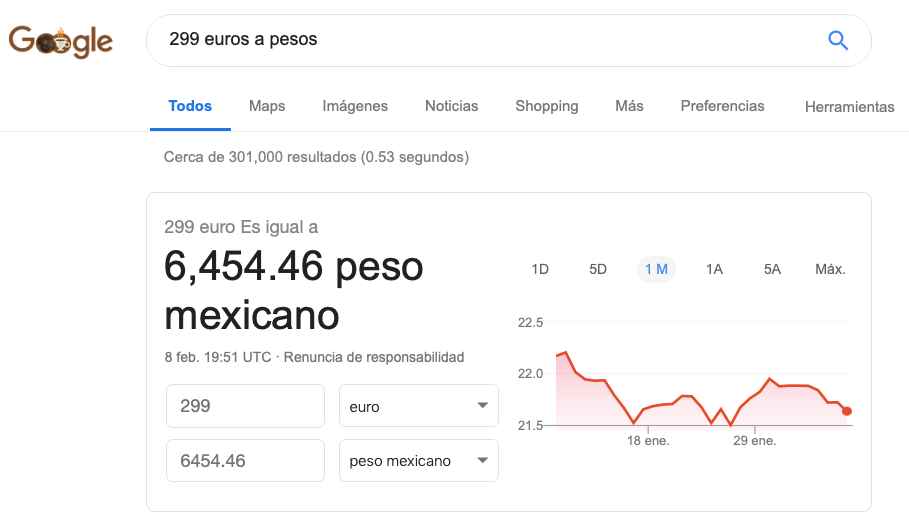 Google
299 euros a pesos
Todos Maps Imágenes Noticias Shopping Más Preferencias Herramientas
Cerca de 301,000 resultados (0.53 segundos)
299 euro Es igual a
6,454.46 peso
mexicano
8 feb. 19:51 UTC · Renuncia de responsabilidad
299 euro
6454.46 peso mexicano
1D 5D 1 M 1A 5A Máx.
22.5
22.0
21.5
18 ene. 29 ene.